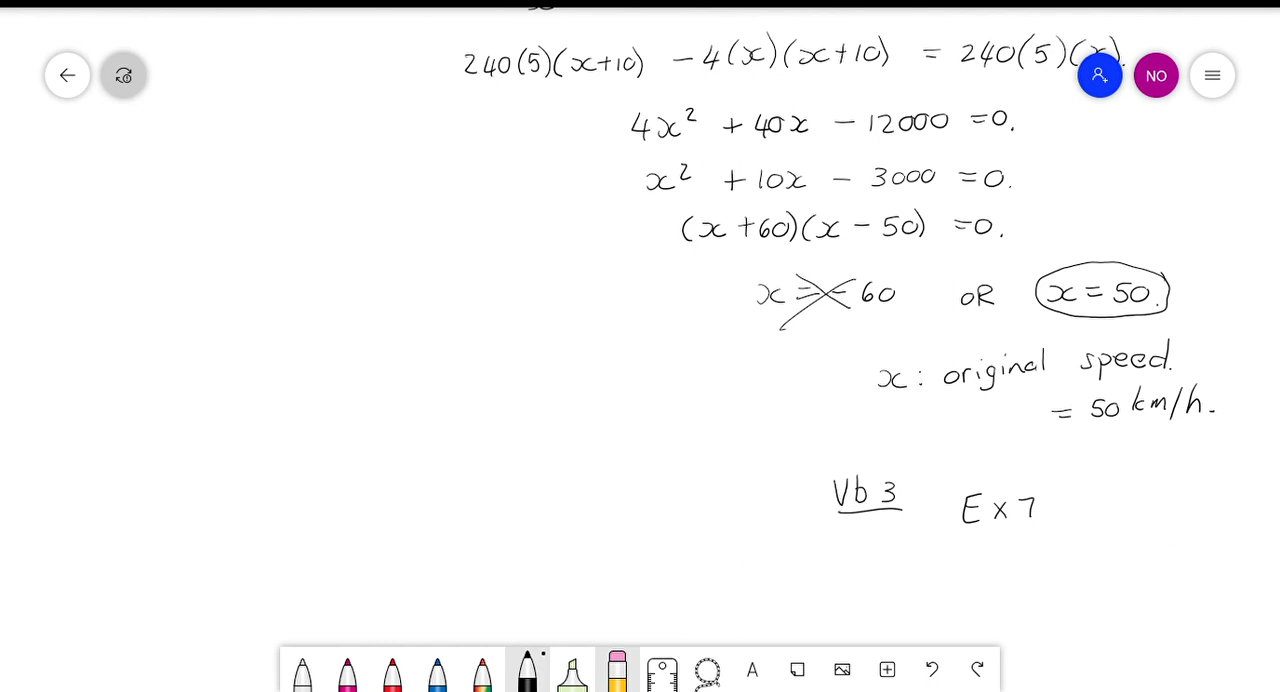 240(5)(x+10) - 4(x)(x+10) = 240(5)(x).
4x² + 40x - 12000 = 0.
x² + 10x - 3000 = 0.
(x+60)(x-50) = 0.
x = -60 OR x = 50.
x: original speed.
= 50 km/h.
Vb 3 Ex 7
NO
A